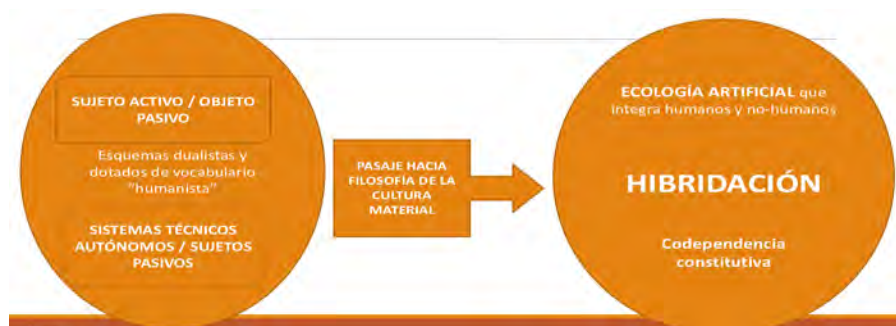 SUJETO ACTIVO / OBJETO
PASIVO
Esquemas dualistas y
dotados de vocabulario
"humanista"
SISTEMAS TÉCNICOS
AUTÓNOMOS / SUJETOS
PASIVOS
PASAJE HACIA
FILOSOFÍA DE LA
CULTURA
MATERIAL
ECOLOGÍA ARTIFICIAL que
integra humanos y no-humanos
HIBRIDACIÓN
Codependencia
constitutiva